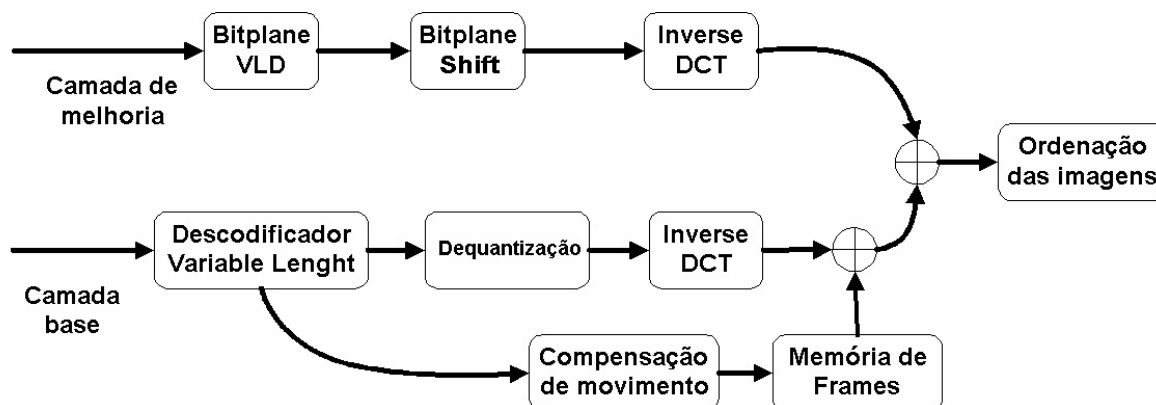 Bitplane
VLD
Bitplane
Shift
Inverse
DCT
Camada de
melhoria
Ordenação
das imagens
Descodificador
Variable Lenght
Dequantização
Inverse
DCT
Camada
base
Compensação
de movimento
Memória de
Frames